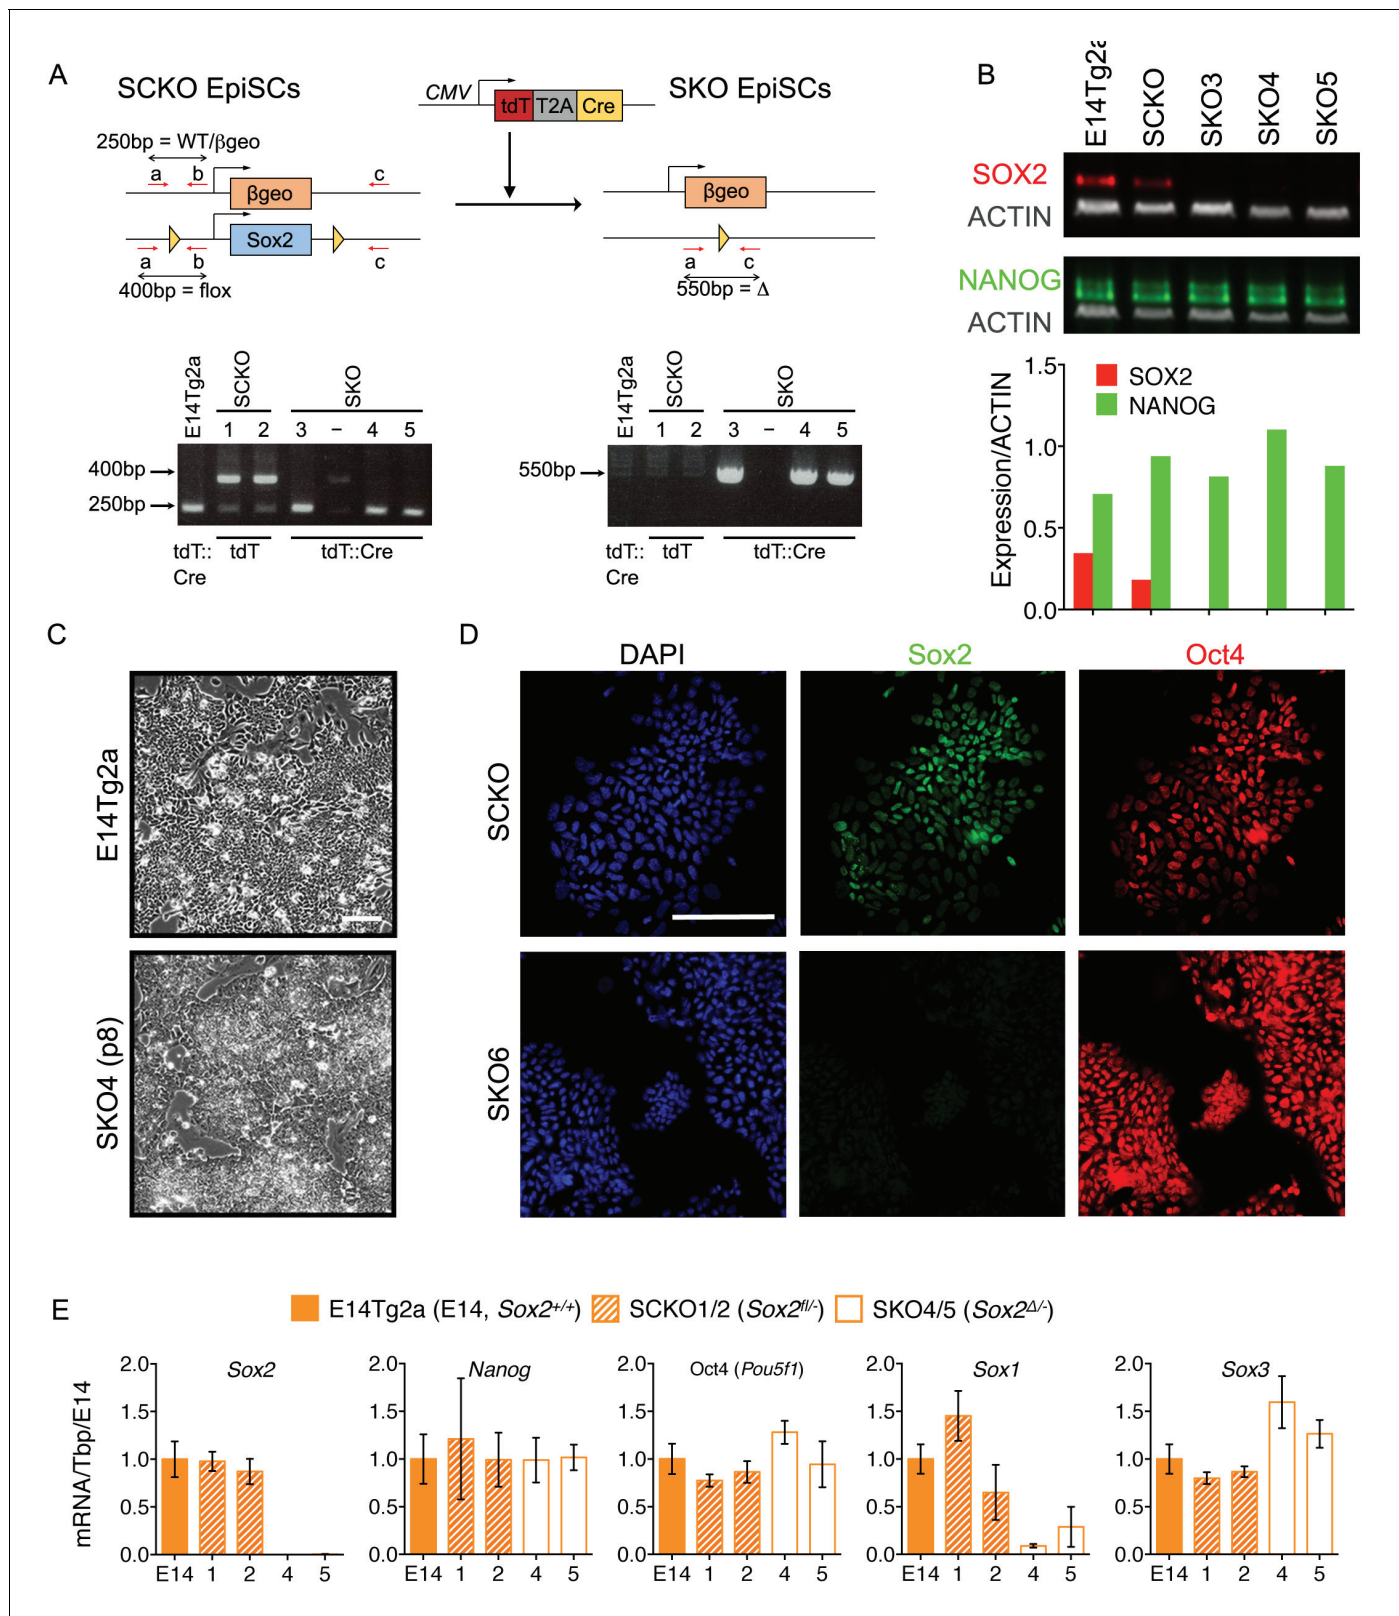 A
SCKO EpiSCs
CMV
tdT T2A Cre
SKO EpiSCs
250bp = WT/βgeo
a b c
βgeo
Sox2
a b c
400bp = flox
βgeo
a c
550bp = Δ
E14Tg2a
SCKO
SKO
1 2 3 – 4 5
400bp
250bp
tdT::
Cre
tdT
tdT::Cre
E14Tg2a
SCKO
SKO
1 2 3 – 4 5
550bp
tdT::
Cre
tdT
tdT::Cre
B
E14Tg2a
SCKO
SKO3
SKO4
SKO5
SOX2
ACTIN
NANOG
ACTIN
Expression/ACTIN
1.5
1.0
0.5
0.0
SOX2
NANOG
C
E14Tg2a
SKO4 (p8)
D
DAPI Sox2 Oct4
SCKO
SKO6
E
E14Tg2a (E14, Sox2+/+) SCKO1/2 (Sox2fl/-) SKO4/5 (Sox2Δ/-)
mRNA/Tbp/E14
Sox2
2.0
1.5
1.0
0.5
0.0
E14 1 2 4 5
Nanog
2.0
1.5
1.0
0.5
0.0
E14 1 2 4 5
Oct4 (Pou5f1)
2.0
1.5
1.0
0.5
0.0
E14 1 2 4 5
Sox1
2.0
1.5
1.0
0.5
0.0
E14 1 2 4 5
Sox3
2.0
1.5
1.0
0.5
0.0
E14 1 2 4 5